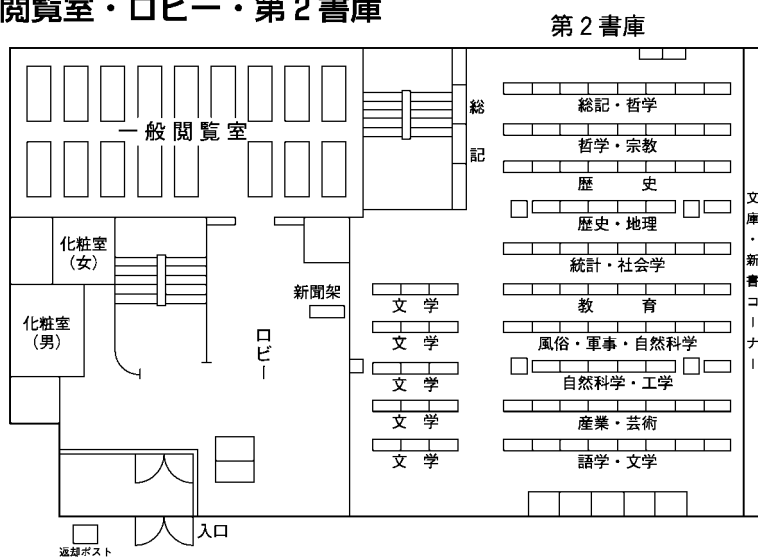 閲覧室・ロビー・第2書庫
第2書庫
総記
一般閲覧室
総記・哲学
哲学・宗教
歴史
歴史・地理
統計・社会学
教育
風俗・軍事・自然科学
自然科学・工学
産業・芸術
語学・文学
文庫・新書コーナー
化粧室
(女)
化粧室
(男)
新聞架
ロビー
文学
文学
文学
文学
文学
入口
返却ポスト